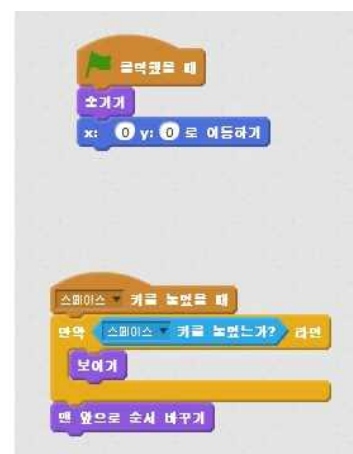 클릭했을 때
숨기기
x: 0 y: 0 로 이동하기
스페이스 키를 눌렀을 때
만약 스페이스 키를 눌렀는가? 라면
보이기
맨 앞으로 순서 바꾸기